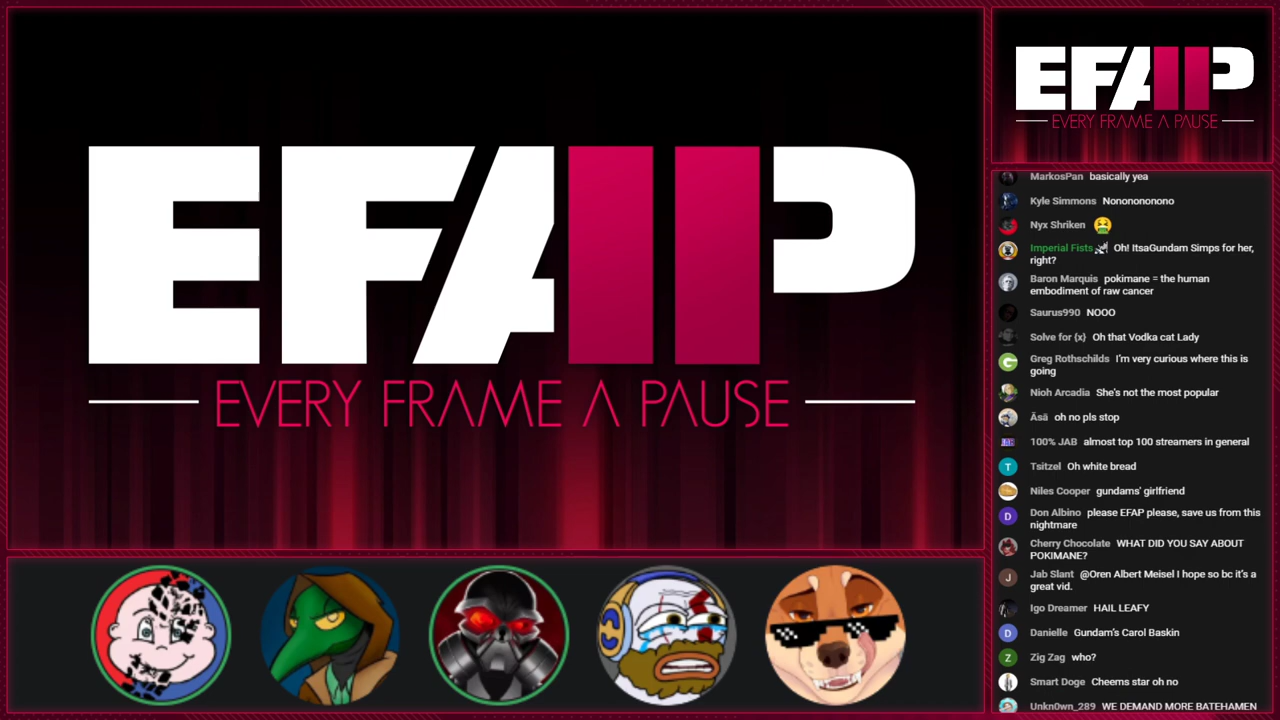 EFAP
EVERY FRAME A PAUSE
EFAP
EVERY FRAME A PAUSE
MarkosPan basically yea
Kyle Simmons Nonononononono
Nyx Shriken
Imperial Fists Oh! ItsaGundam Simps for her,
right?
Baron Marquis pokimane = the human
embodiment of raw cancer
Saurus990 NOOO
Solve for {x} Oh that Vodka cat Lady
Greg Rothschilds I'm very curious where this is
going
Nioh Arcadia She's not the most popular
Äsä oh no pls stop
100% JAB almost top 100 streamers in general
T
Tsitzel Oh white bread
Niles Cooper gundams' girlfriend
D
Don Albino please EFAP please, save us from this
nightmare
Cherry Chocolate WHAT DID YOU SAY ABOUT
POKIMANE?
J
Jab Slant @Oren Albert Meisel I hope so bc it's a
great vid.
Igo Dreamer HAIL LEAFY
D
Danielle Gundam's Carol Baskin
Z
Zig Zag who?
Smart Doge Cheems star oh no
Unkn0wn_289 WE DEMAND MORE BATEHAMEN